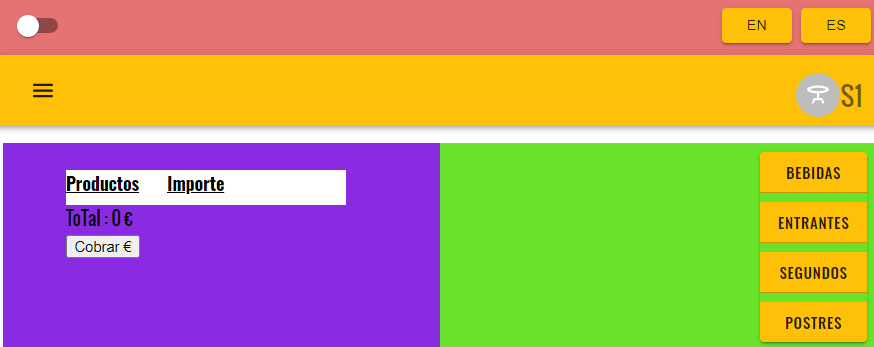 EN ES
S1
Productos Importe
ToTal : 0 €
Cobrar €
BEBIDAS
ENTRANTES
SEGUNDOS
POSTRES